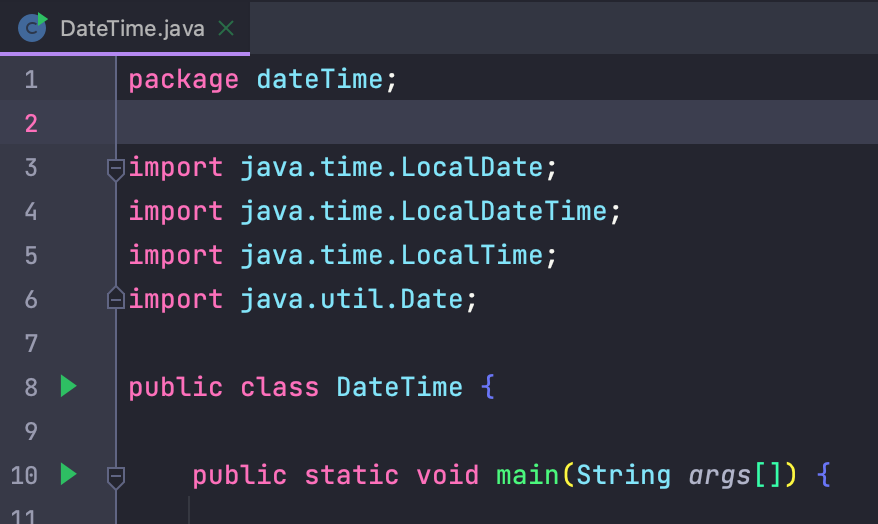 DateTime.java
1 package dateTime;
2
3 import java.time.LocalDate;
4 import java.time.LocalDateTime;
5 import java.time.LocalTime;
6 import java.util.Date;
7
8 public class DateTime {
9
10 public static void main(String args[]) {
11